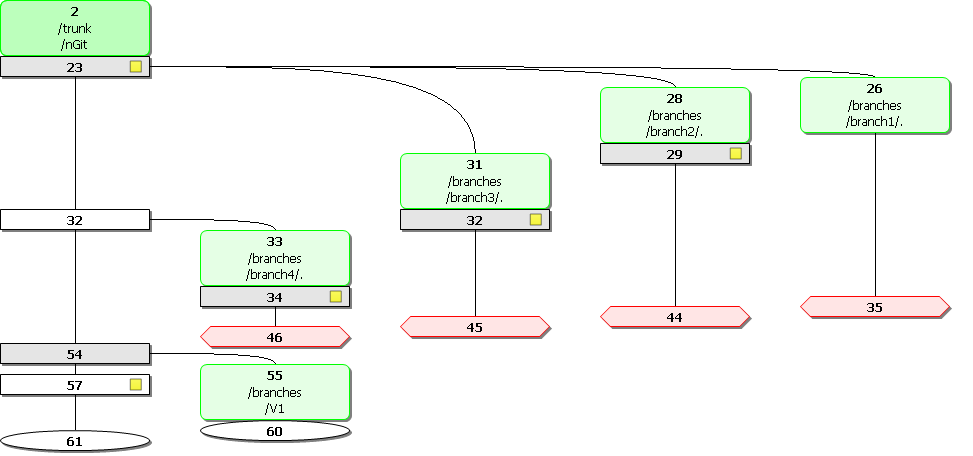 2
/trunk
/nGit
23
26
/branches
/branch1/.
28
/branches
/branch2/.
29
31
/branches
/branch3/.
32
32
33
/branches
/branch4/.
34
35
44
45
46
54
55
/branches
/V1
57
60
61